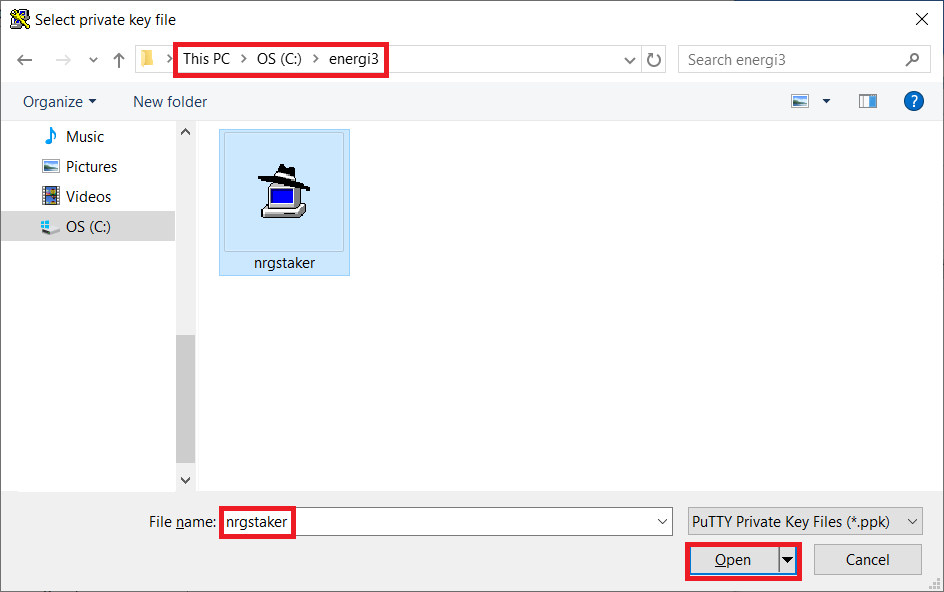 Select private key file
This PC > OS (C:) > energi3
Search energi3
Organize
New folder
?
Music
Pictures
Videos
OS (C:)
nrgstaker
File name: nrgstaker
PuTTY Private Key Files (*.ppk)
Open
Cancel